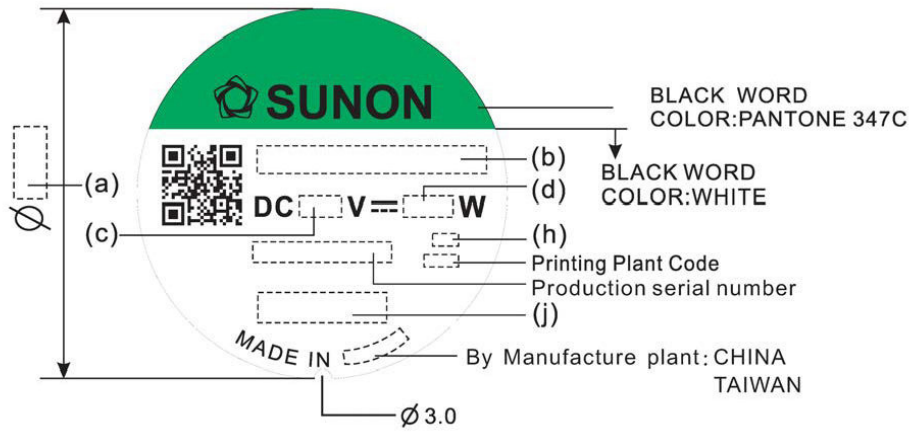 SUNON
BLACK WORD
COLOR:PANTONE 347C
(b)
BLACK WORD
COLOR:WHITE
(a)
(d)
DC V W
(c)
(h)
Printing Plant Code
Production serial number
(j)
MADE IN
By Manufacture plant: CHINA
TAIWAN
Ø
Ø3.0